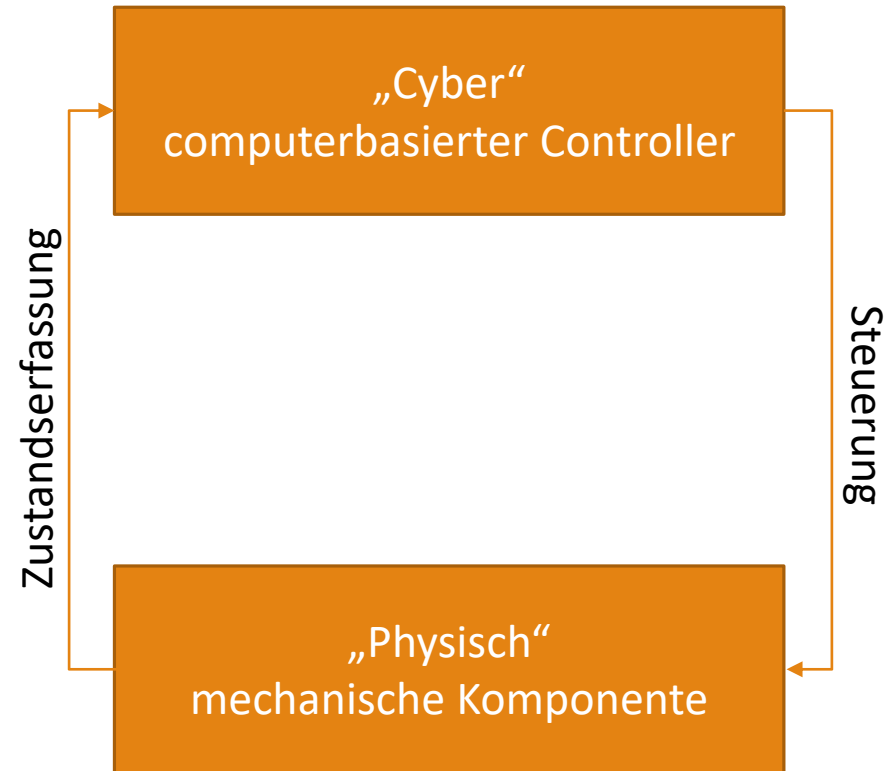 „Cyber“
computerbasierter Controller
Zustandserfassung
Steuerung
„Physisch“
mechanische Komponente